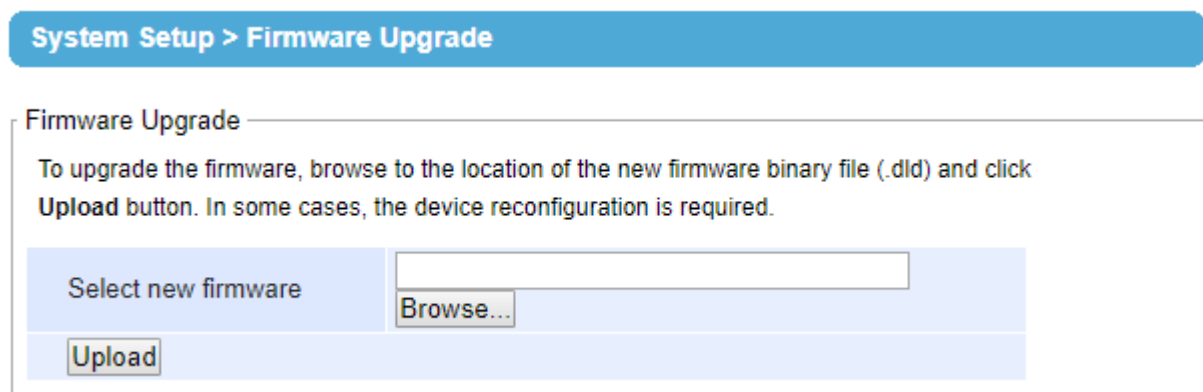 System Setup > Firmware Upgrade
Firmware Upgrade
To upgrade the firmware, browse to the location of the new firmware binary file (.dld) and click
Upload button. In some cases, the device reconfiguration is required.
Select new firmware
Browse...
Upload